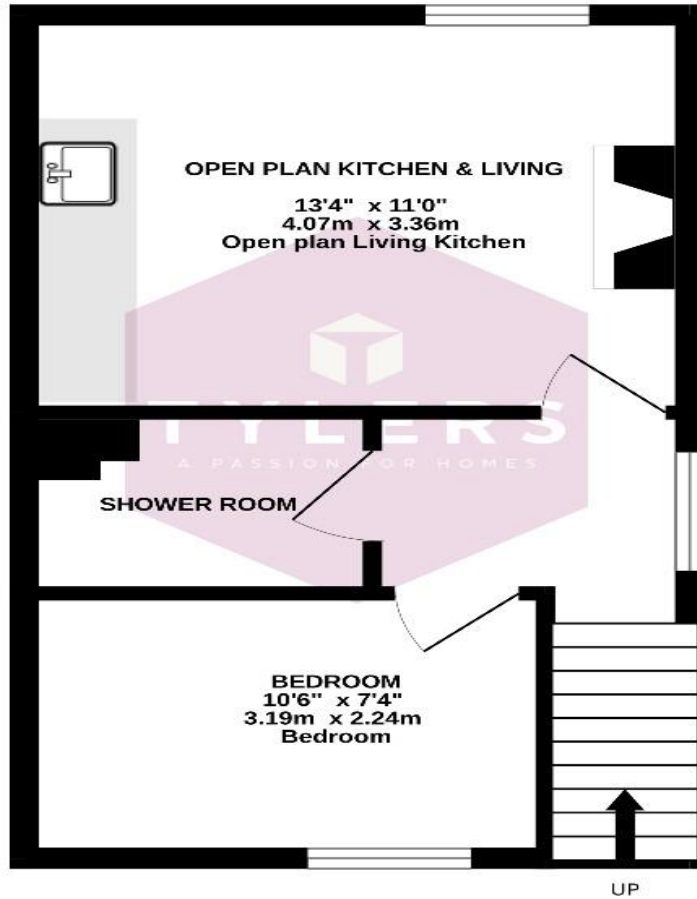 OPEN PLAN KITCHEN & LIVING
13'4" x 11'0"
4.07m x 3.36m
Open plan Living Kitchen
TYLERS
A PASSION FOR HOMES
SHOWER ROOM
BEDROOM
10'6" x 7'4"
3.19m x 2.24m
Bedroom
UP